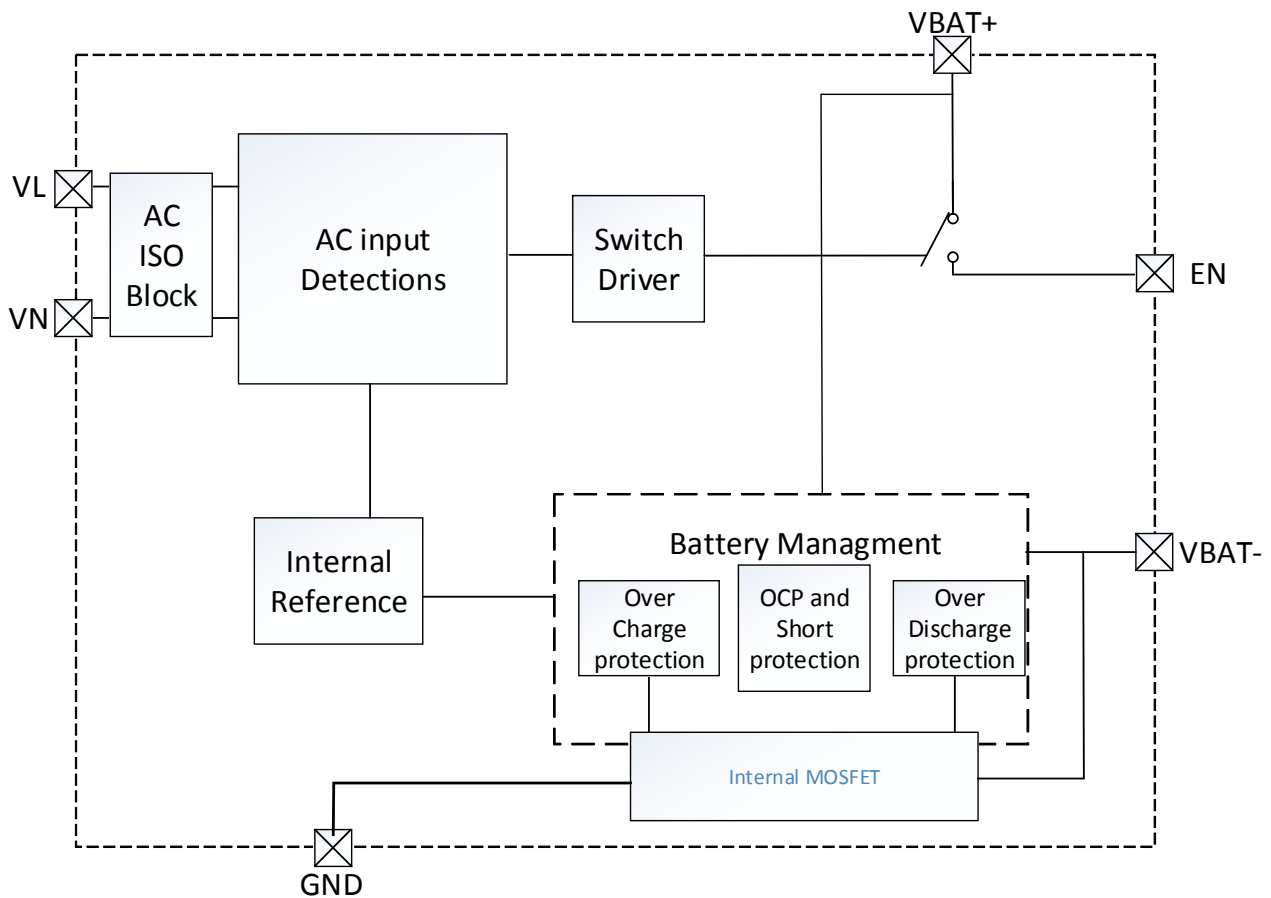 VBAT+
VL
AC
ISO
Block
AC input
Detections
Switch
Driver
EN
VN
Internal
Reference
Battery Managment
VBAT-
Over
Charge
protection
OCP and
Short
protection
Over
Discharge
protection
Internal MOSFET
GND